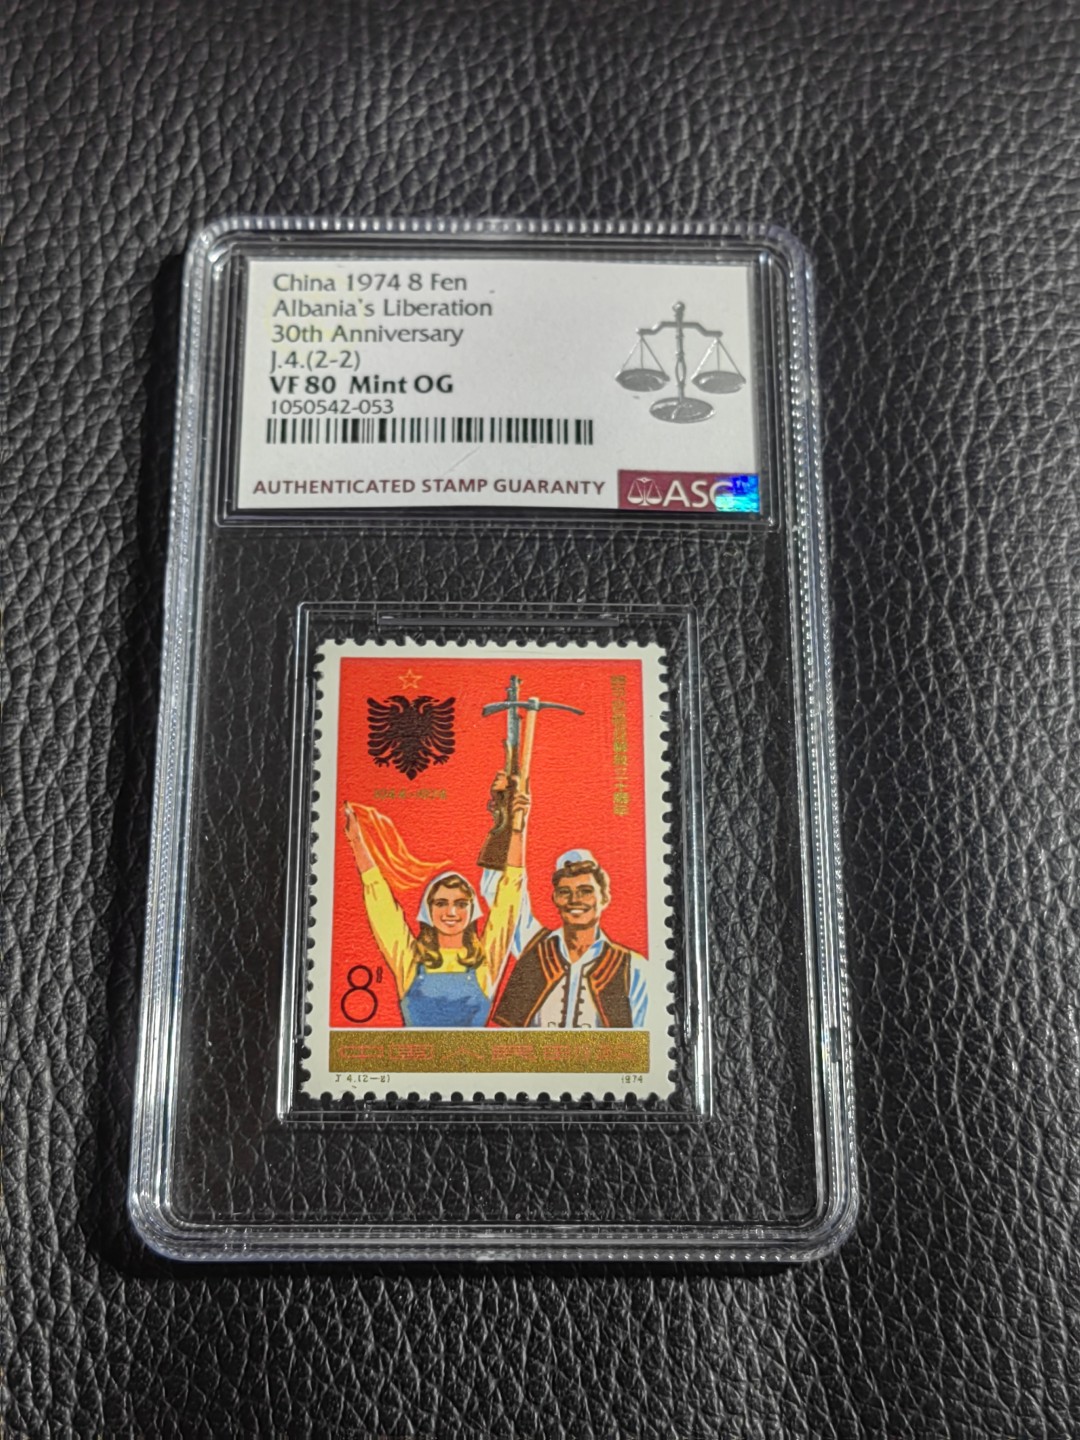 China 1974 8 Fen
Albania's Liberation
30th Anniversary
J.4.(2-2)
VF 80 Mint OG
1050542-053
AUTHENTICATED STAMP GUARANTY
ASG
8分
J 4.(2—2)
1974